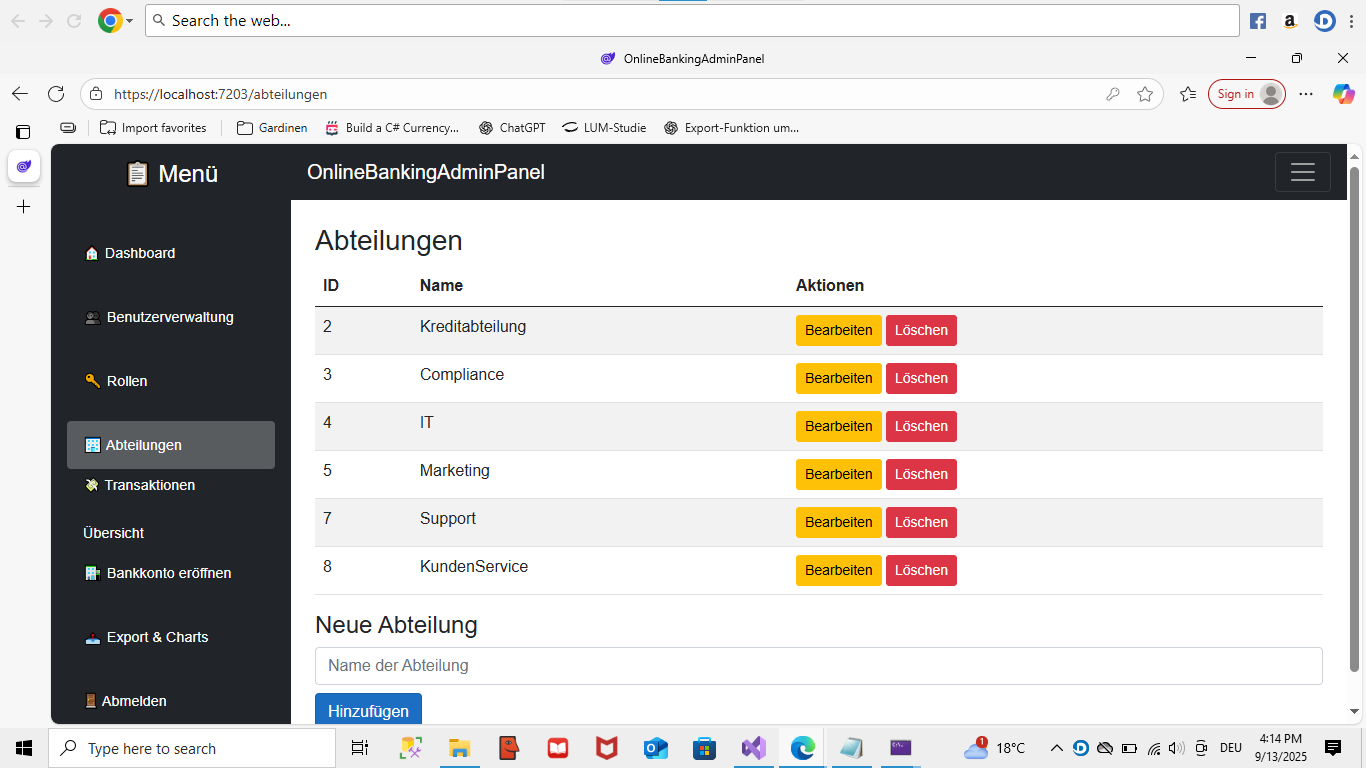 Search the web...
OnlineBankingAdminPanel
https://localhost:7203/abteilungen
Sign in
Import favorites
Gardinen
Build a C# Currency...
ChatGPT
LUM-Studie
Export-Funktion um...
Menü
OnlineBankingAdminPanel
Dashboard
Benutzerverwaltung
Rollen
Abteilungen
Transaktionen
Übersicht
Bankkonto eröffnen
Export & Charts
Abmelden
Abteilungen
ID Name Aktionen
2 Kreditabteilung Bearbeiten Löschen
3 Compliance Bearbeiten Löschen
4 IT Bearbeiten Löschen
5 Marketing Bearbeiten Löschen
7 Support Bearbeiten Löschen
8 KundenService Bearbeiten Löschen
Neue Abteilung
Name der Abteilung
Hinzufügen
Type here to search
1
18°C
DEU
4:14 PM
9/13/2025